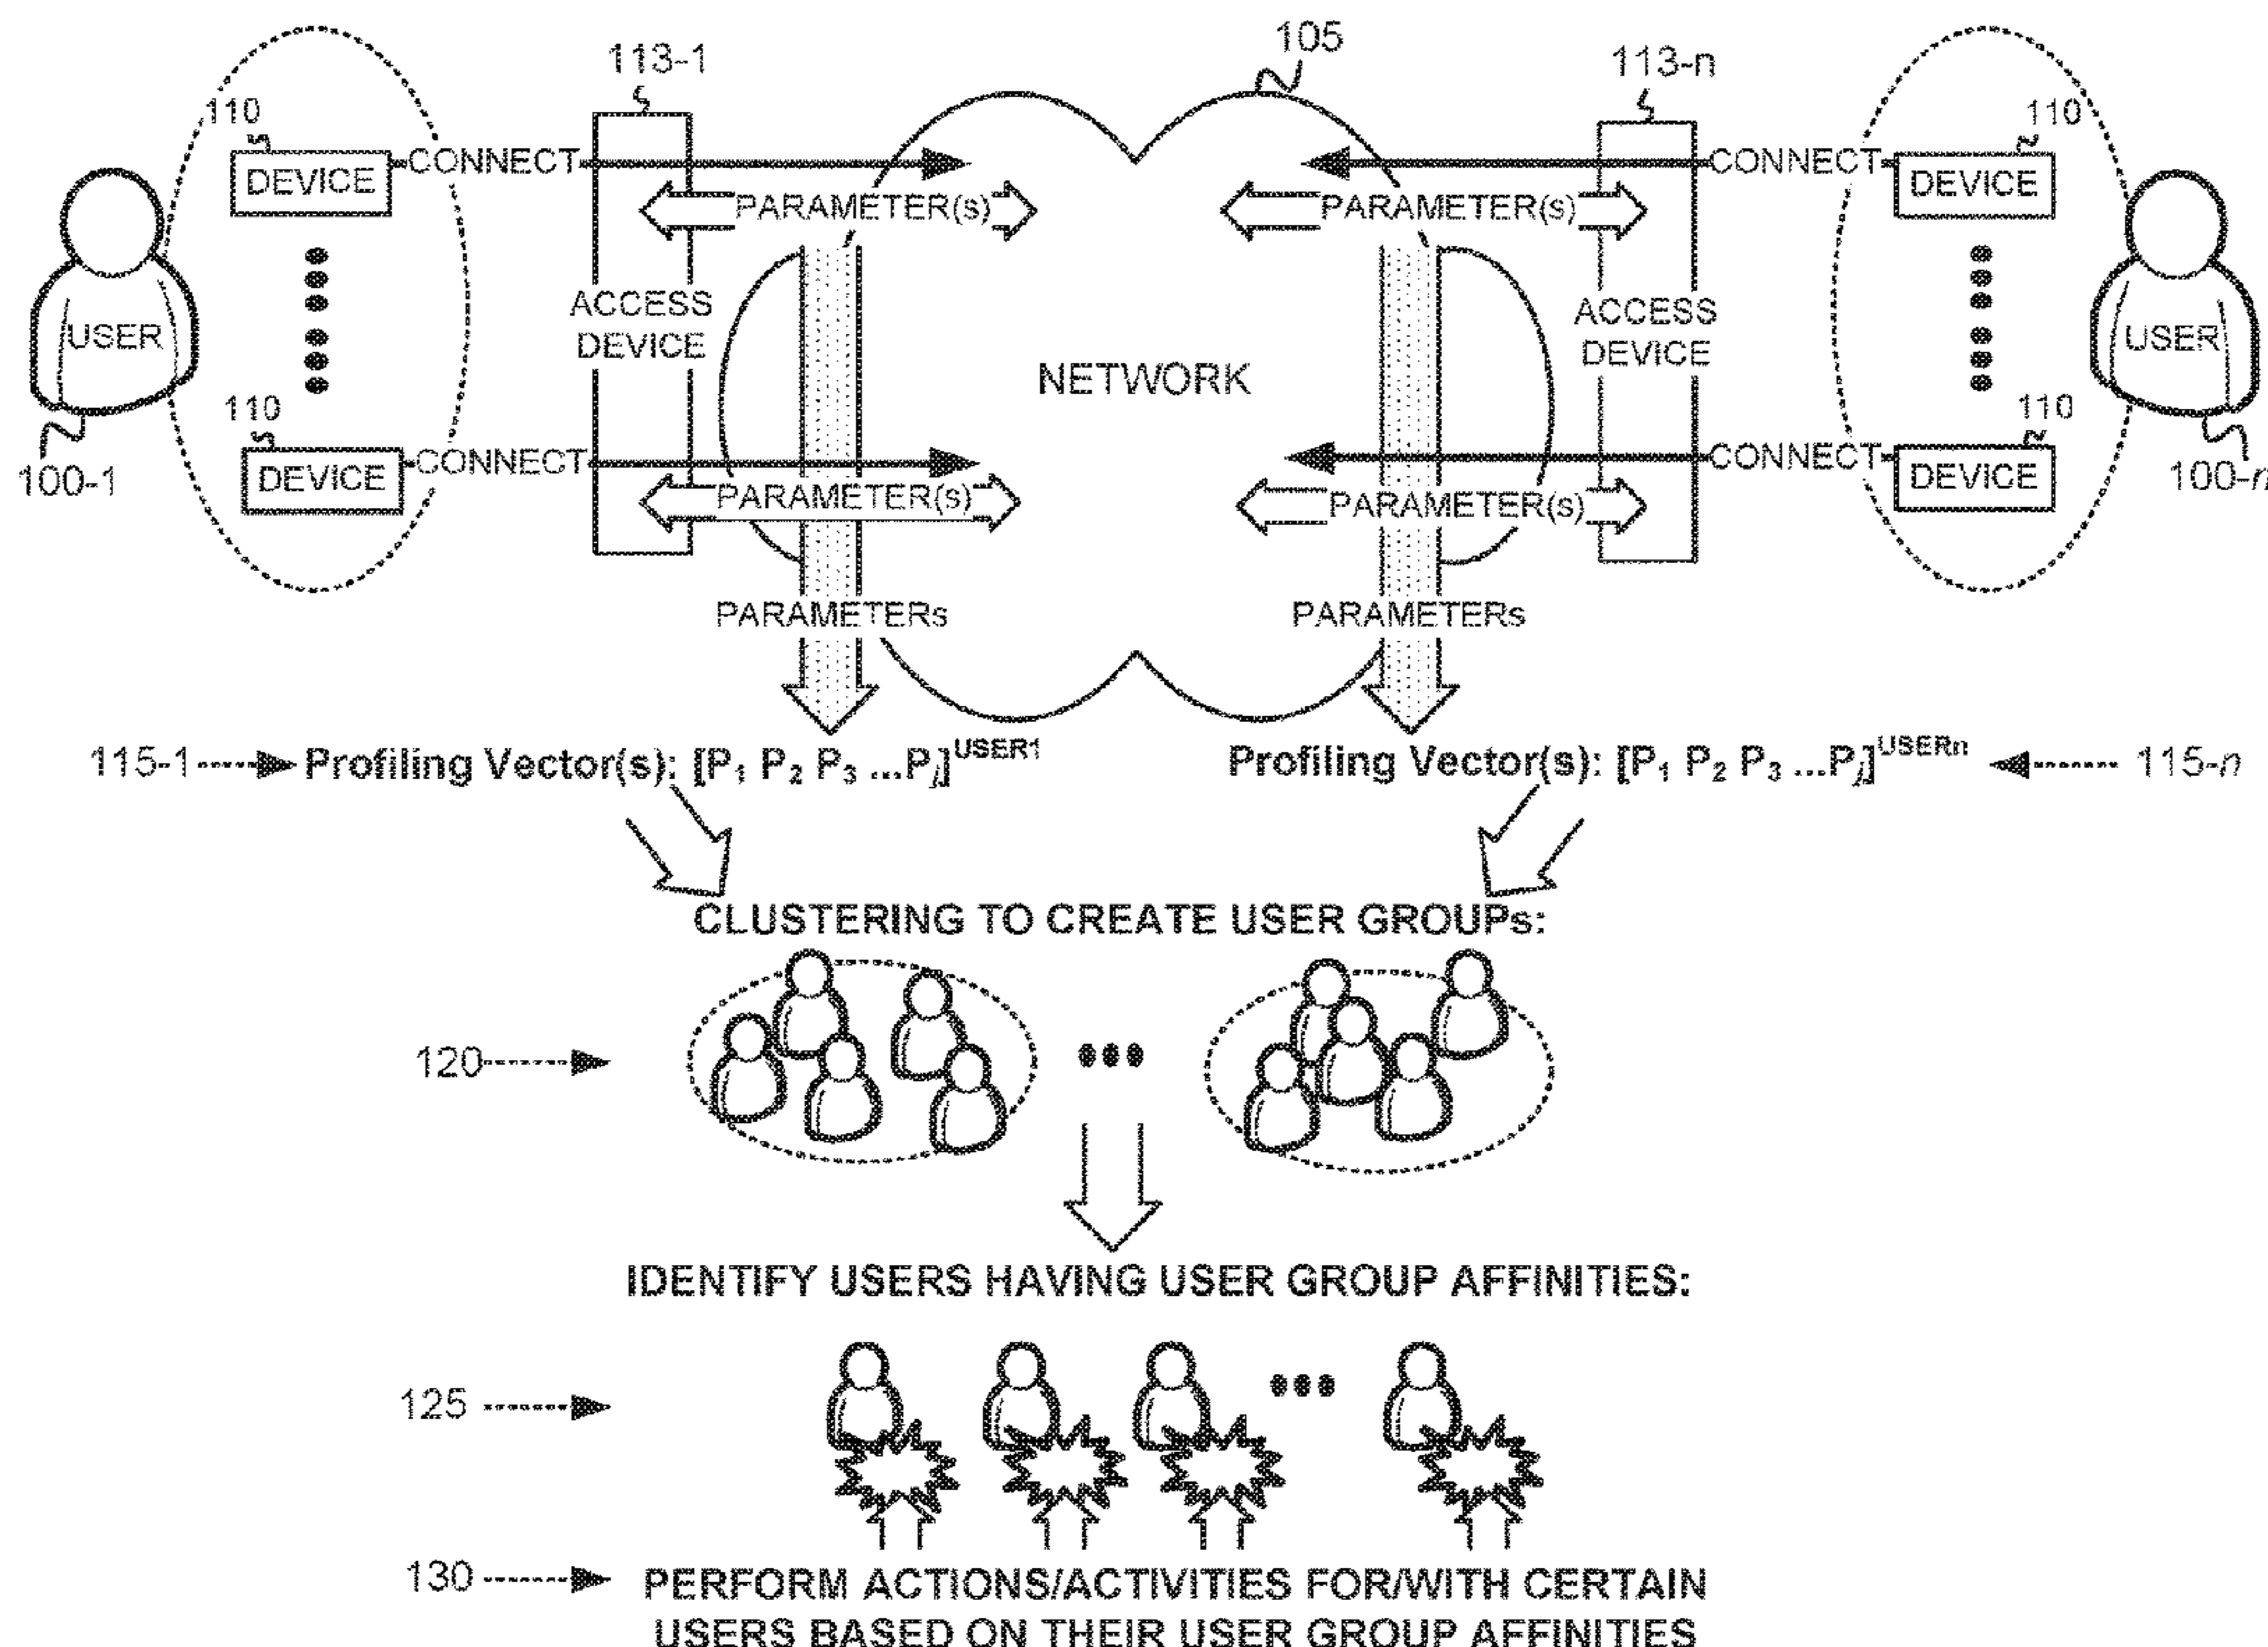 105
113-1
113-n
110
110
DEVICE
CONNECT
CONNECT
DEVICE
PARAMETER(s)
PARAMETER(s)
USER
ACCESS
DEVICE
NETWORK
ACCESS
DEVICE
USER
110
110
DEVICE
CONNECT
CONNECT
DEVICE
100-1
PARAMETER(s)
PARAMETER(s)
100-n
PARAMETERs
PARAMETERs
115-1 Profiling Vector(s): [P₁ P₂ P₃ ...Pⱼ]^USER1
Profiling Vector(s): [P₁ P₂ P₃ ...Pⱼ]^USERn 115-n
CLUSTERING TO CREATE USER GROUPs:
120
IDENTIFY USERS HAVING USER GROUP AFFINITIES:
125
130 PERFORM ACTIONS/ACTIVITIES FOR/WITH CERTAIN
USERS BASED ON THEIR USER GROUP AFFINITIES